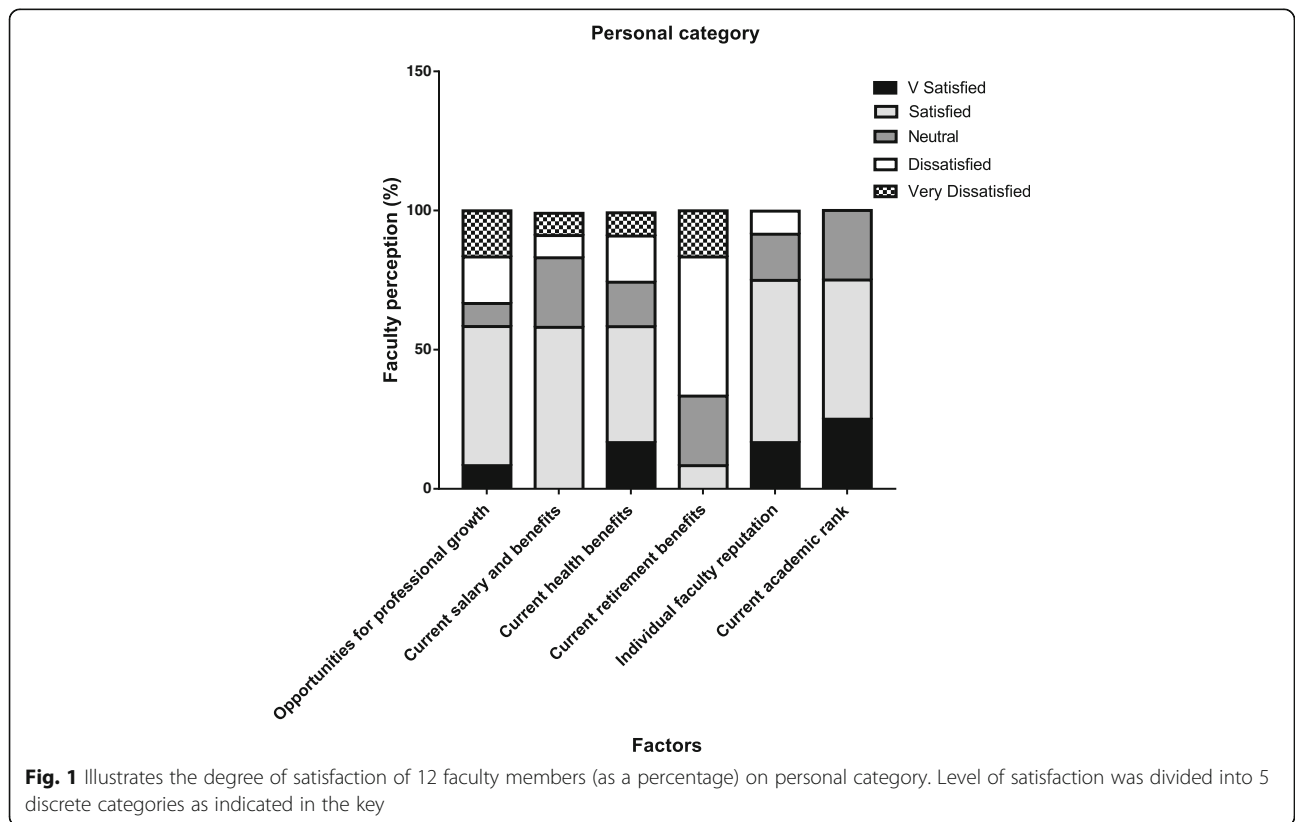 Personal category
150
100
50
0
Faculty perception (%)
V Satisfied
Satisfied
Neutral
Dissatisfied
Very Dissatisfied
Opportunities for professional growth
Current salary and benefits
Current health benefits
Current retirement benefits
Individual faculty reputation
Current academic rank
Factors
Fig. 1 Illustrates the degree of satisfaction of 12 faculty members (as a percentage) on personal category. Level of satisfaction was divided into 5
discrete categories as indicated in the key